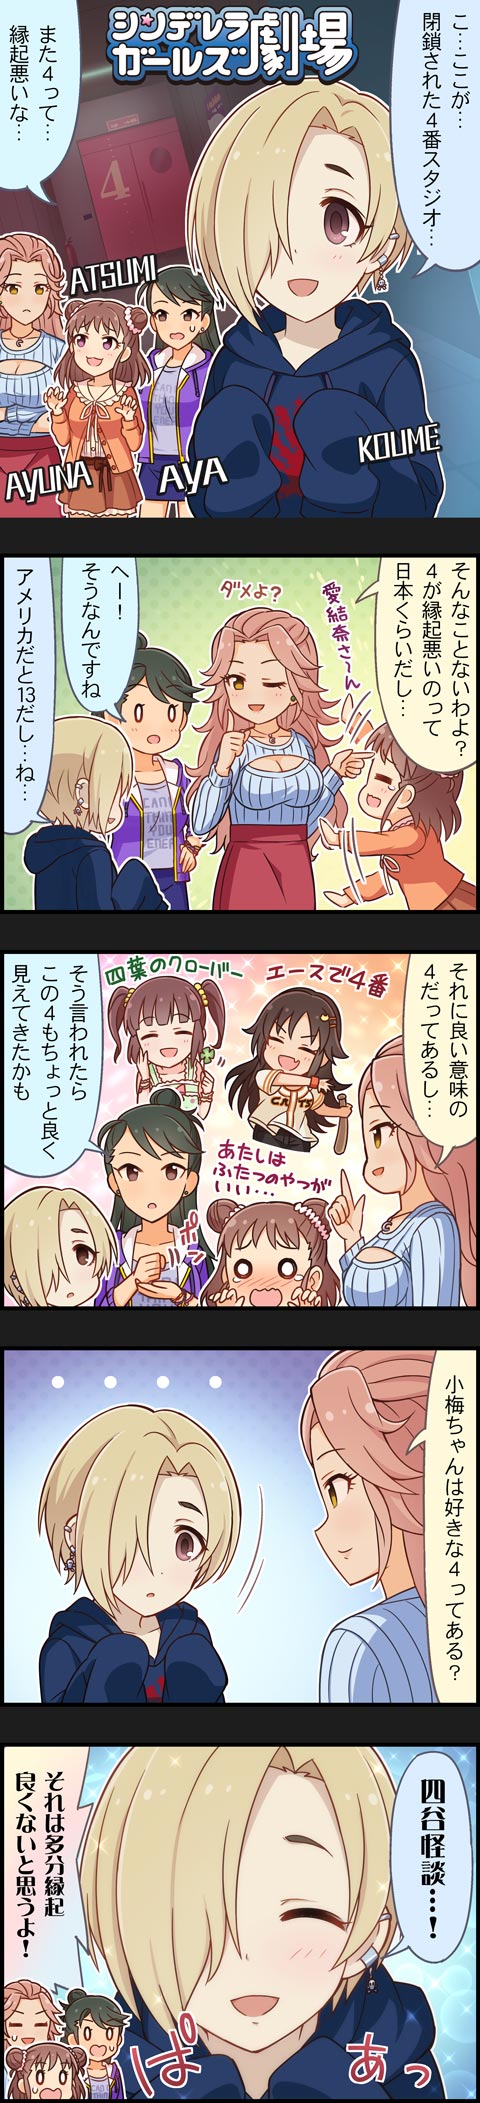 シンデレラ
ガールズ劇場
こ…ここが…
閉鎖された4番スタジオ…
また4って…
縁起悪いな…
4
ATSUMI
AYUNA
AYA
KOUME
CAN
THING
YOU
ENER
そんなことないわよ?
4が縁起悪いのって
日本くらいだし…
愛結奈さ〜ん
ダメよ?
へー!
そうなんですね
アメリカだと13だし…ね…
CAN
THIN
YOU
ENER
それに良い意味の
4だってあるし…
エースで4番
四葉のクローバー
CATS
そう言われたら
この4もちょっと良く
見えてきたかも
ポンッ
あたしは
ふたつのやつが
いい…
小梅ちゃんは好きな4ってある?
四谷怪談…!
それは多分縁起
良くないと思うよ!
ぱあっ